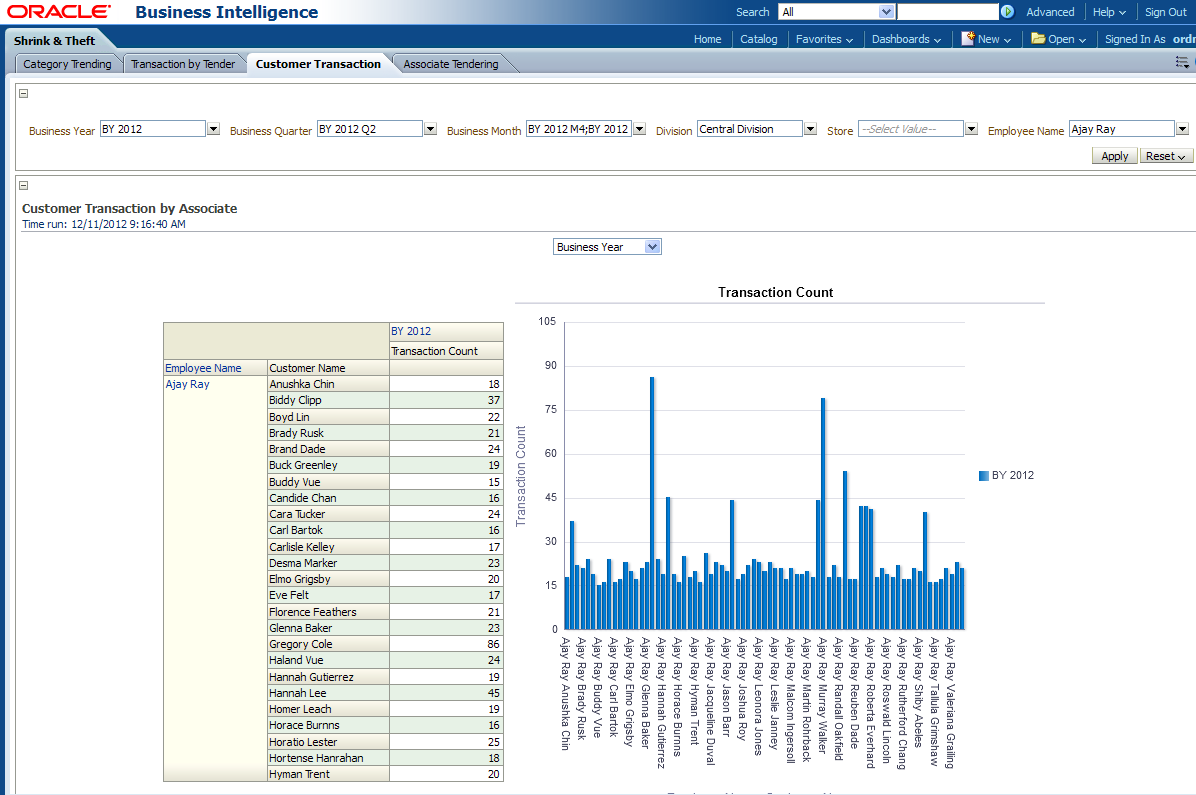 ORACLE Business Intelligence Search All Advanced Help Sign Out
Shrink & Theft Home Catalog Favorites Dashboards New Open Signed In As
Category Trending Transaction by Tender Customer Transaction Associate Tendering
Business Year BY 2012 Business Quarter BY 2012 Q2 Business Month BY 2012 M4;BY 2012 Division Central Division Store --Select Value-- Employee Name Ajay Ray
Apply Reset
Customer Transaction by Associate
Time run: 12/11/2012 9:16:40 AM
Business Year
BY 2012
Transaction Count
Employee Name Customer Name
Ajay Ray Anushka Chin 18
Biddy Clipp 37
Boyd Lin 22
Brady Rusk 21
Brand Dade 24
Buck Greenley 19
Buddy Vue 15
Candide Chan 16
Cara Tucker 24
Carl Bartok 16
Carlisle Kelley 17
Desma Marker 23
Elmo Grigsby 20
Eve Felt 17
Florence Feathers 21
Glenna Baker 23
Gregory Cole 86
Haland Vue 24
Hannah Gutierrez 19
Hannah Lee 45
Homer Leach 19
Horace Burnns 16
Horatio Lester 25
Hortense Hanrahan 18
Hyman Trent 20
Transaction Count
105
90
75
60
45
30
15
0
Transaction Count
BY 2012
Ajay Ray Anushka Chin
Ajay Ray Brady Rusk
Ajay Ray Buddy Vue
Ajay Ray Carl Bartok
Ajay Ray Elmo Grigsby
Ajay Ray Glenna Baker
Ajay Ray Hannah Gutierrez
Ajay Ray Horace Burnns
Ajay Ray Hyman Trent
Ajay Ray Jacqueline Duval
Ajay Ray Jason Barr
Ajay Ray Joshua Roy
Ajay Ray Leonora Jones
Ajay Ray Leslie Janney
Ajay Ray Malcom Ingersoll
Ajay Ray Martin Rohrback
Ajay Ray Murray Walker
Ajay Ray Randall Oakfield
Ajay Ray Reuben Dade
Ajay Ray Roberta Everhard
Ajay Ray Roswald Lincoln
Ajay Ray Rutherford Chang
Ajay Ray Shiby Abeles
Ajay Ray Tallula Grimshaw
Ajay Ray Valeriana Grailing